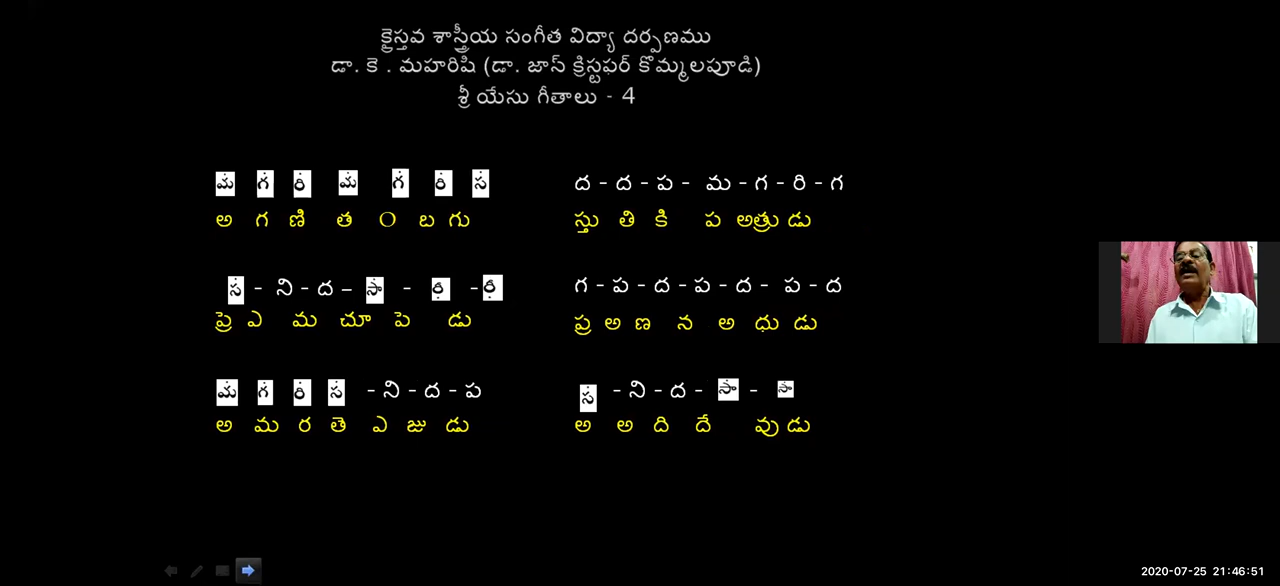 క్రైస్తవ శాస్త్రీయ సంగీత విద్యా దర్పణము
డా. కె . మహరిషి (డా. జాన్ క్రిస్టఫర్ కొమ్మలపూడి)
శ్రీ యేసు గీతాలు - 4
మ గ రి మ గ రి స
ద - ద - ప - మ - గ - రి - గ
అ గ ణి త ం బ గు
స్తు తి కి ప అత్రు డు
స - ని - ద – సా - రీ - రీ
గ - ప - ద - ప - ద - ప - ద
ప్రె ఎ మ చూ పె డు
ప్ర అ ణ న అ ధు డు
మ గ రి స - ని - ద - ప
స - ని - ద - సా - సా
అ మ ర తె ఎ జు డు
అ అ ది దే వు డు
2020-07-25 21:46:51